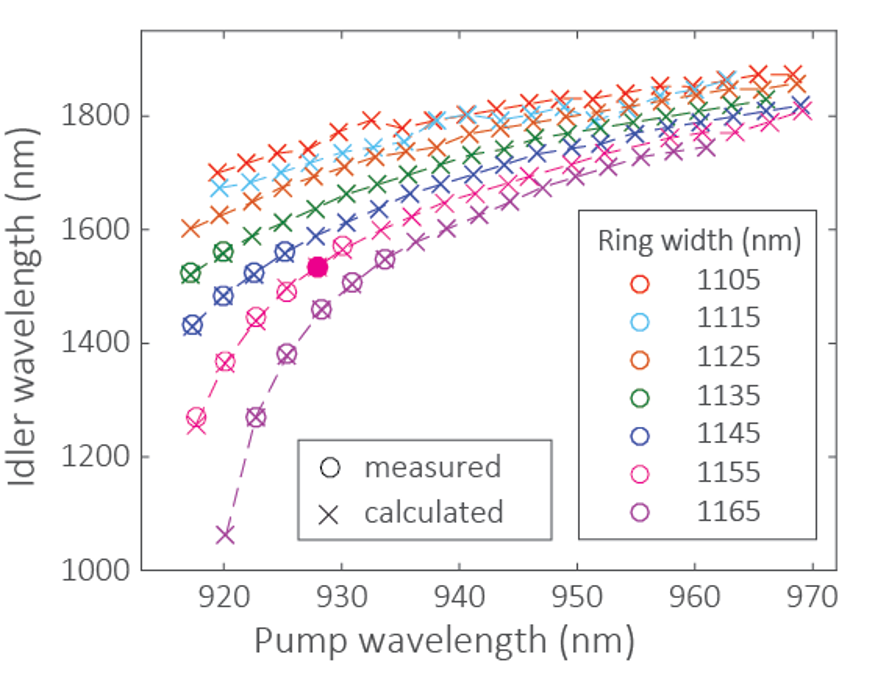 Idler wavelength (nm)
1800
1600
1400
1200
1000
920 930 940 950 960 970
Pump wavelength (nm)
measured
calculated
Ring width (nm)
1105
1115
1125
1135
1145
1155
1165